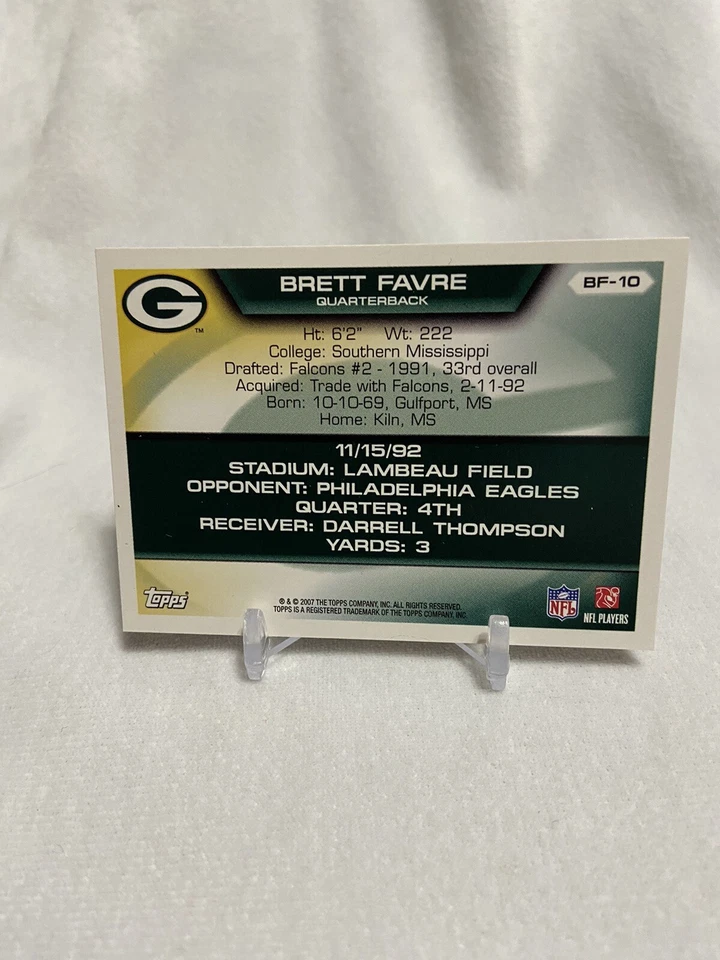 G
TM
BRETT FAVRE
QUARTERBACK
BF-10
Ht: 6'2" Wt: 222
College: Southern Mississippi
Drafted: Falcons #2 - 1991, 33rd overall
Acquired: Trade with Falcons, 2-11-92
Born: 10-10-69, Gulfport, MS
Home: Kiln, MS
11/15/92
STADIUM: LAMBEAU FIELD
OPPONENT: PHILADELPHIA EAGLES
QUARTER: 4TH
RECEIVER: DARRELL THOMPSON
YARDS: 3
topps
® & © 2007 THE TOPPS COMPANY, INC. ALL RIGHTS RESERVED.
TOPPS IS A REGISTERED TRADEMARK OF THE TOPPS COMPANY, INC.
NFL
NFL PLAYERS